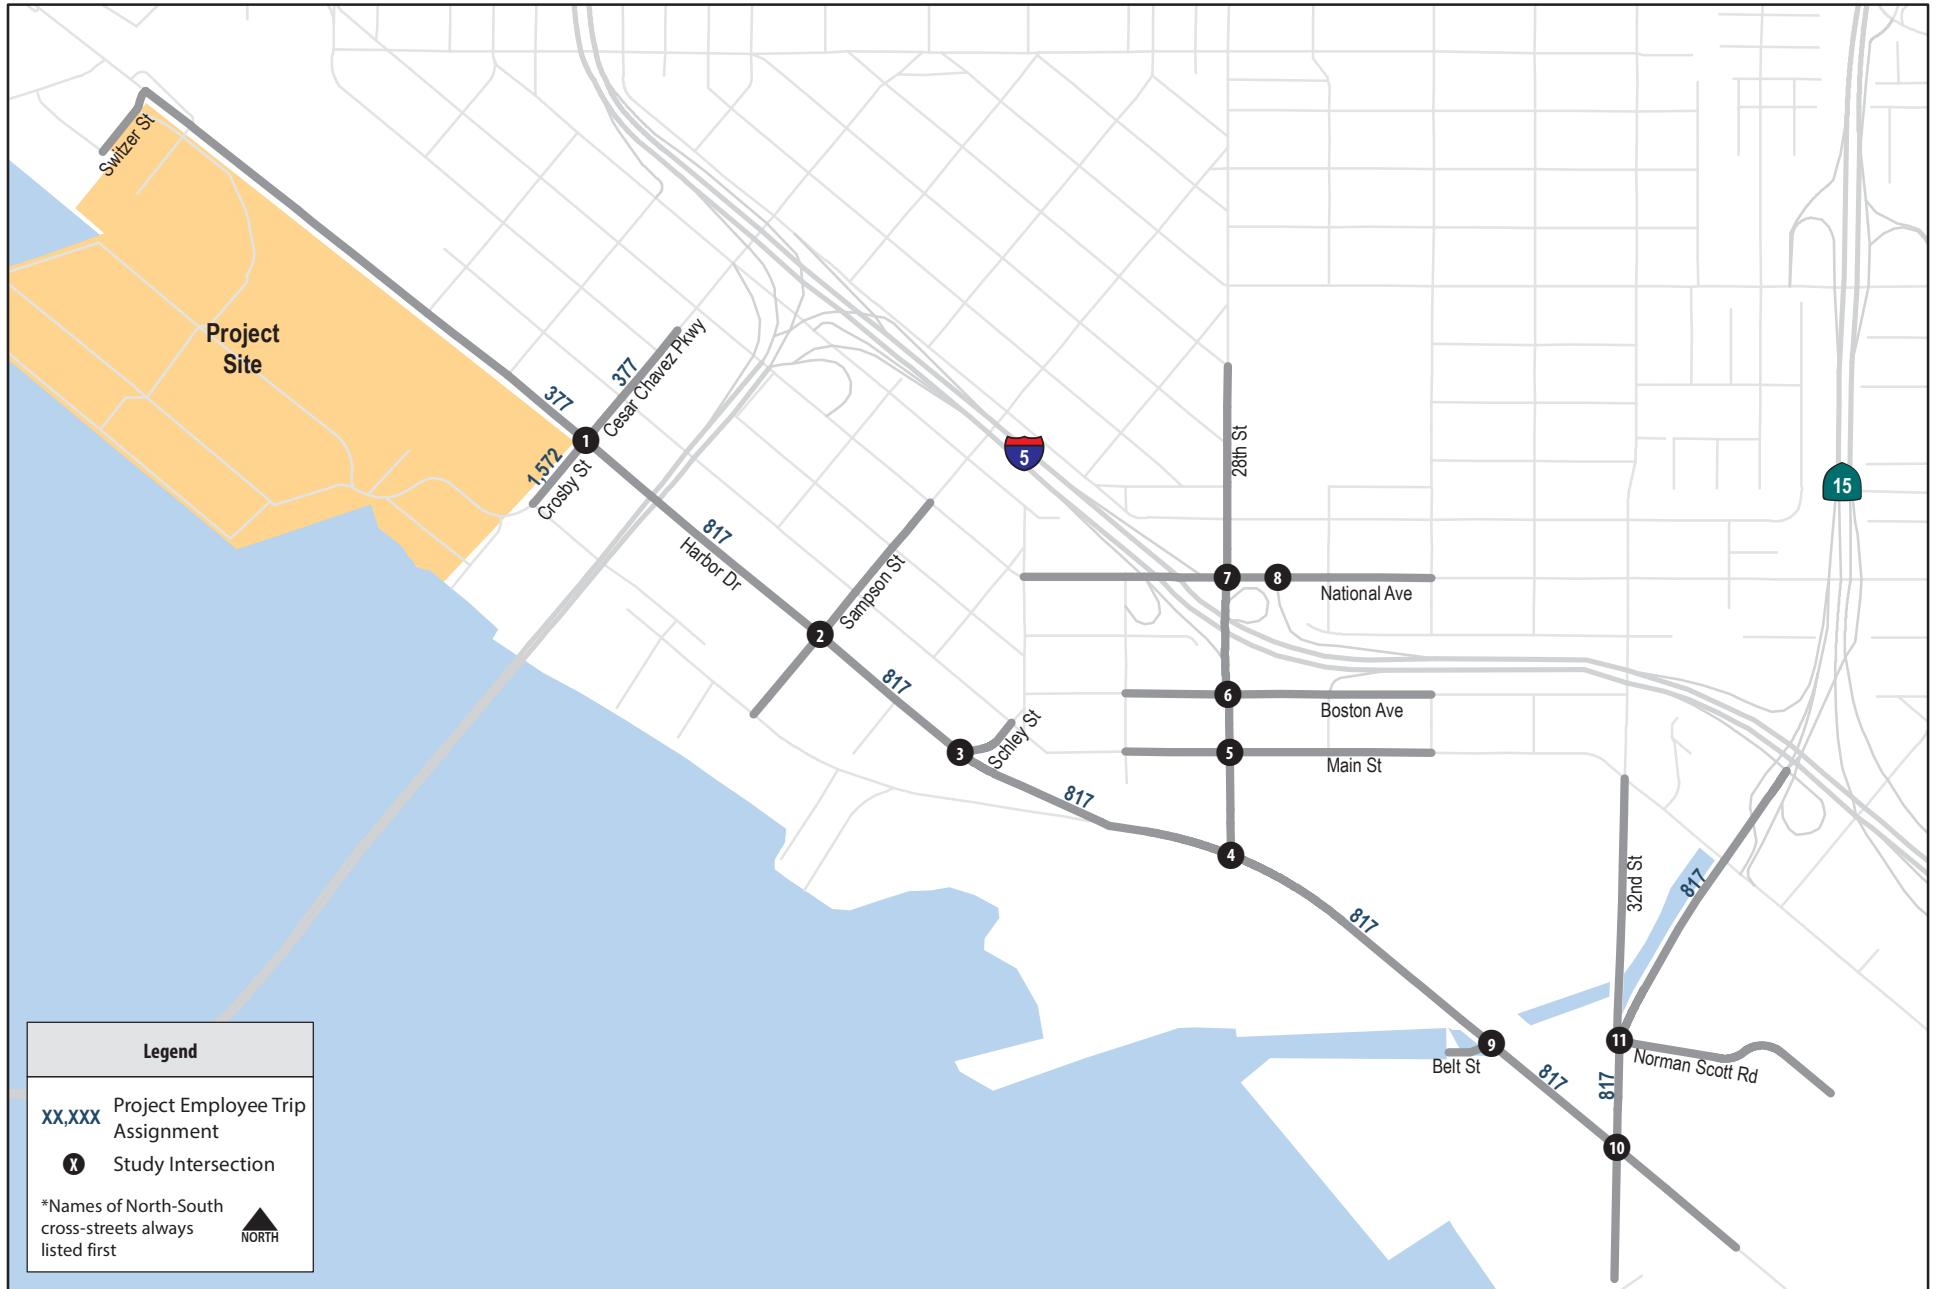 Switzer St
Project
Site
377
377
Cesar Chavez Pkwy
1
1,572
Crosby St
817
Harbor Dr
Sampson St
2
817
3
Schley St
817
5
28th St
15
7
8
National Ave
6
Boston Ave
5
Main St
4
817
32nd St
817
9
Belt St
817
11
Norman Scott Rd
817
10
Legend
XX,XXX
Project Employee Trip
Assignment
X
Study Intersection
*Names of North-South
cross-streets always
listed first
NORTH